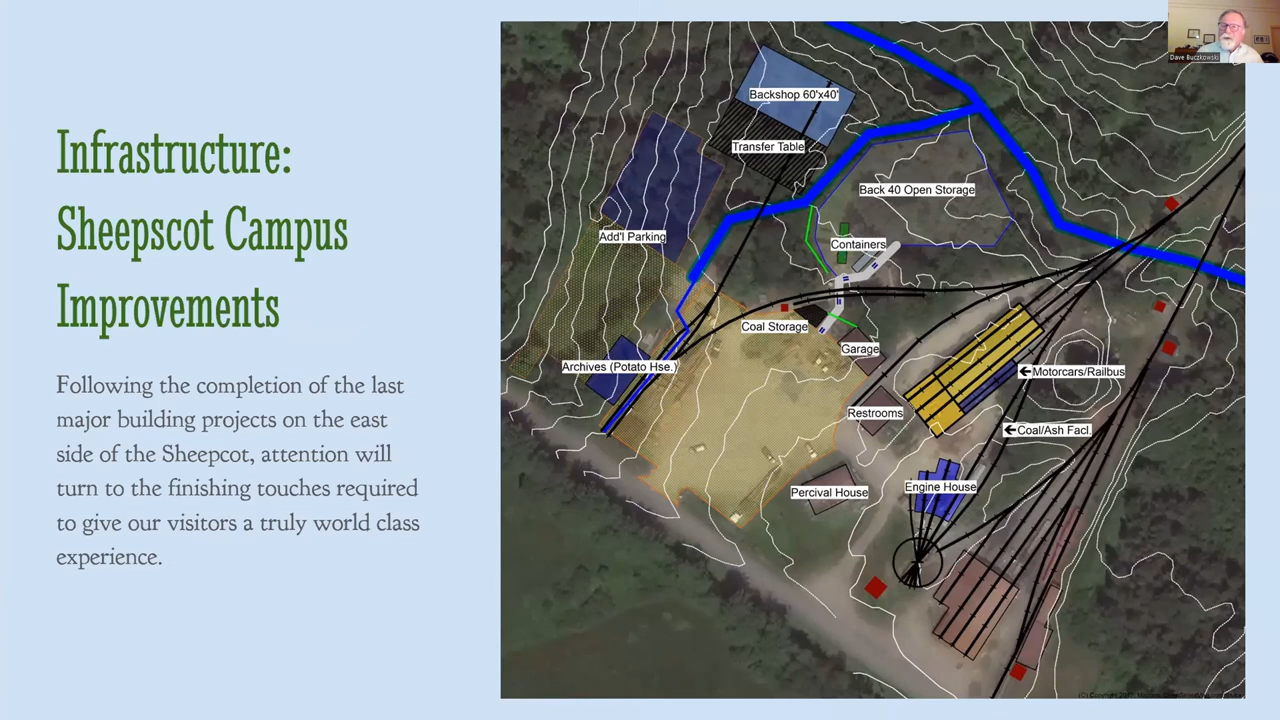 Infrastructure:
Sheepscot Campus
Improvements
Following the completion of the last
major building projects on the east
side of the Sheepcot, attention will
turn to the finishing touches required
to give our visitors a truly world class
experience.
Backshop 60'x40'
Transfer Table
Back 40 Open Storage
Add'l Parking
Containers
Coal Storage
Garage
Archives (Potato Hse.)
Motorcars/Railbus
Restrooms
Coal/Ash Facl.
Percival House
Engine House
Dave Buczkowski